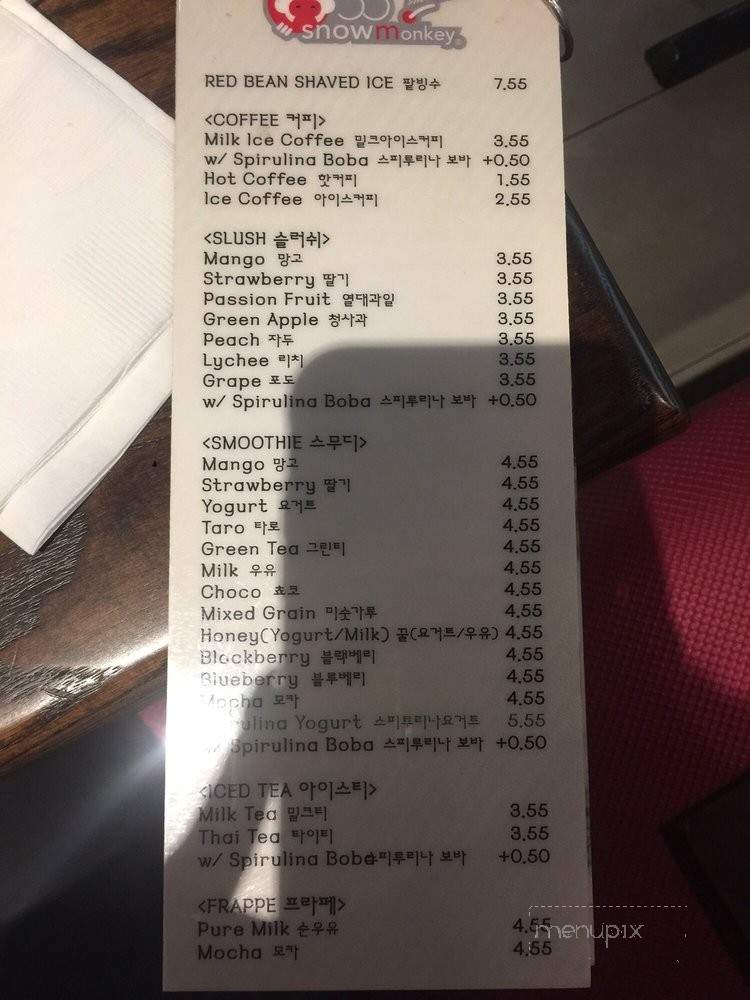 snowmonkey
RED BEAN SHAVED ICE 팥빙수 7.55
<COFFEE 커피>
Milk Ice Coffee 밀크아이스커피 3.55
w/ Spirulina Boba 스피루리나 보바 +0.50
Hot Coffee 핫커피 1.55
Ice Coffee 아이스커피 2.55
<SLUSH 슬러쉬>
Mango 망고 3.55
Strawberry 딸기 3.55
Passion Fruit 열대과일 3.55
Green Apple 청사과 3.55
Peach 자두 3.55
Lychee 리치 3.55
Grape 포도 3.55
w/ Spirulina Boba 스피루리나 보바 +0.50
<SMOOTHIE 스무디>
Mango 망고 4.55
Strawberry 딸기 4.55
Yogurt 요거트 4.55
Taro 타로 4.55
Green Tea 그린티 4.55
Milk 우유 4.55
Choco 쵸코 4.55
Mixed Grain 미숫가루 4.55
Honey(Yogurt/Milk) 꿀(요거트/우유) 4.55
Blackberry 블랙베리 4.55
Blueberry 블루베리 4.55
Mocha 모카 4.55
Spirulina Yogurt 스피루리나요거트 5.55
w/ Spirulina Boba 스피루리나 보바 +0.50
<ICED TEA 아이스티>
Milk Tea 밀크티 3.55
Thai Tea 타이티 3.55
w/ Spirulina Boba 스피루리나 보바 +0.50
<FRAPPE 프라페>
Pure Milk 순우유 4.55
Mocha 모카 4.55
menupix